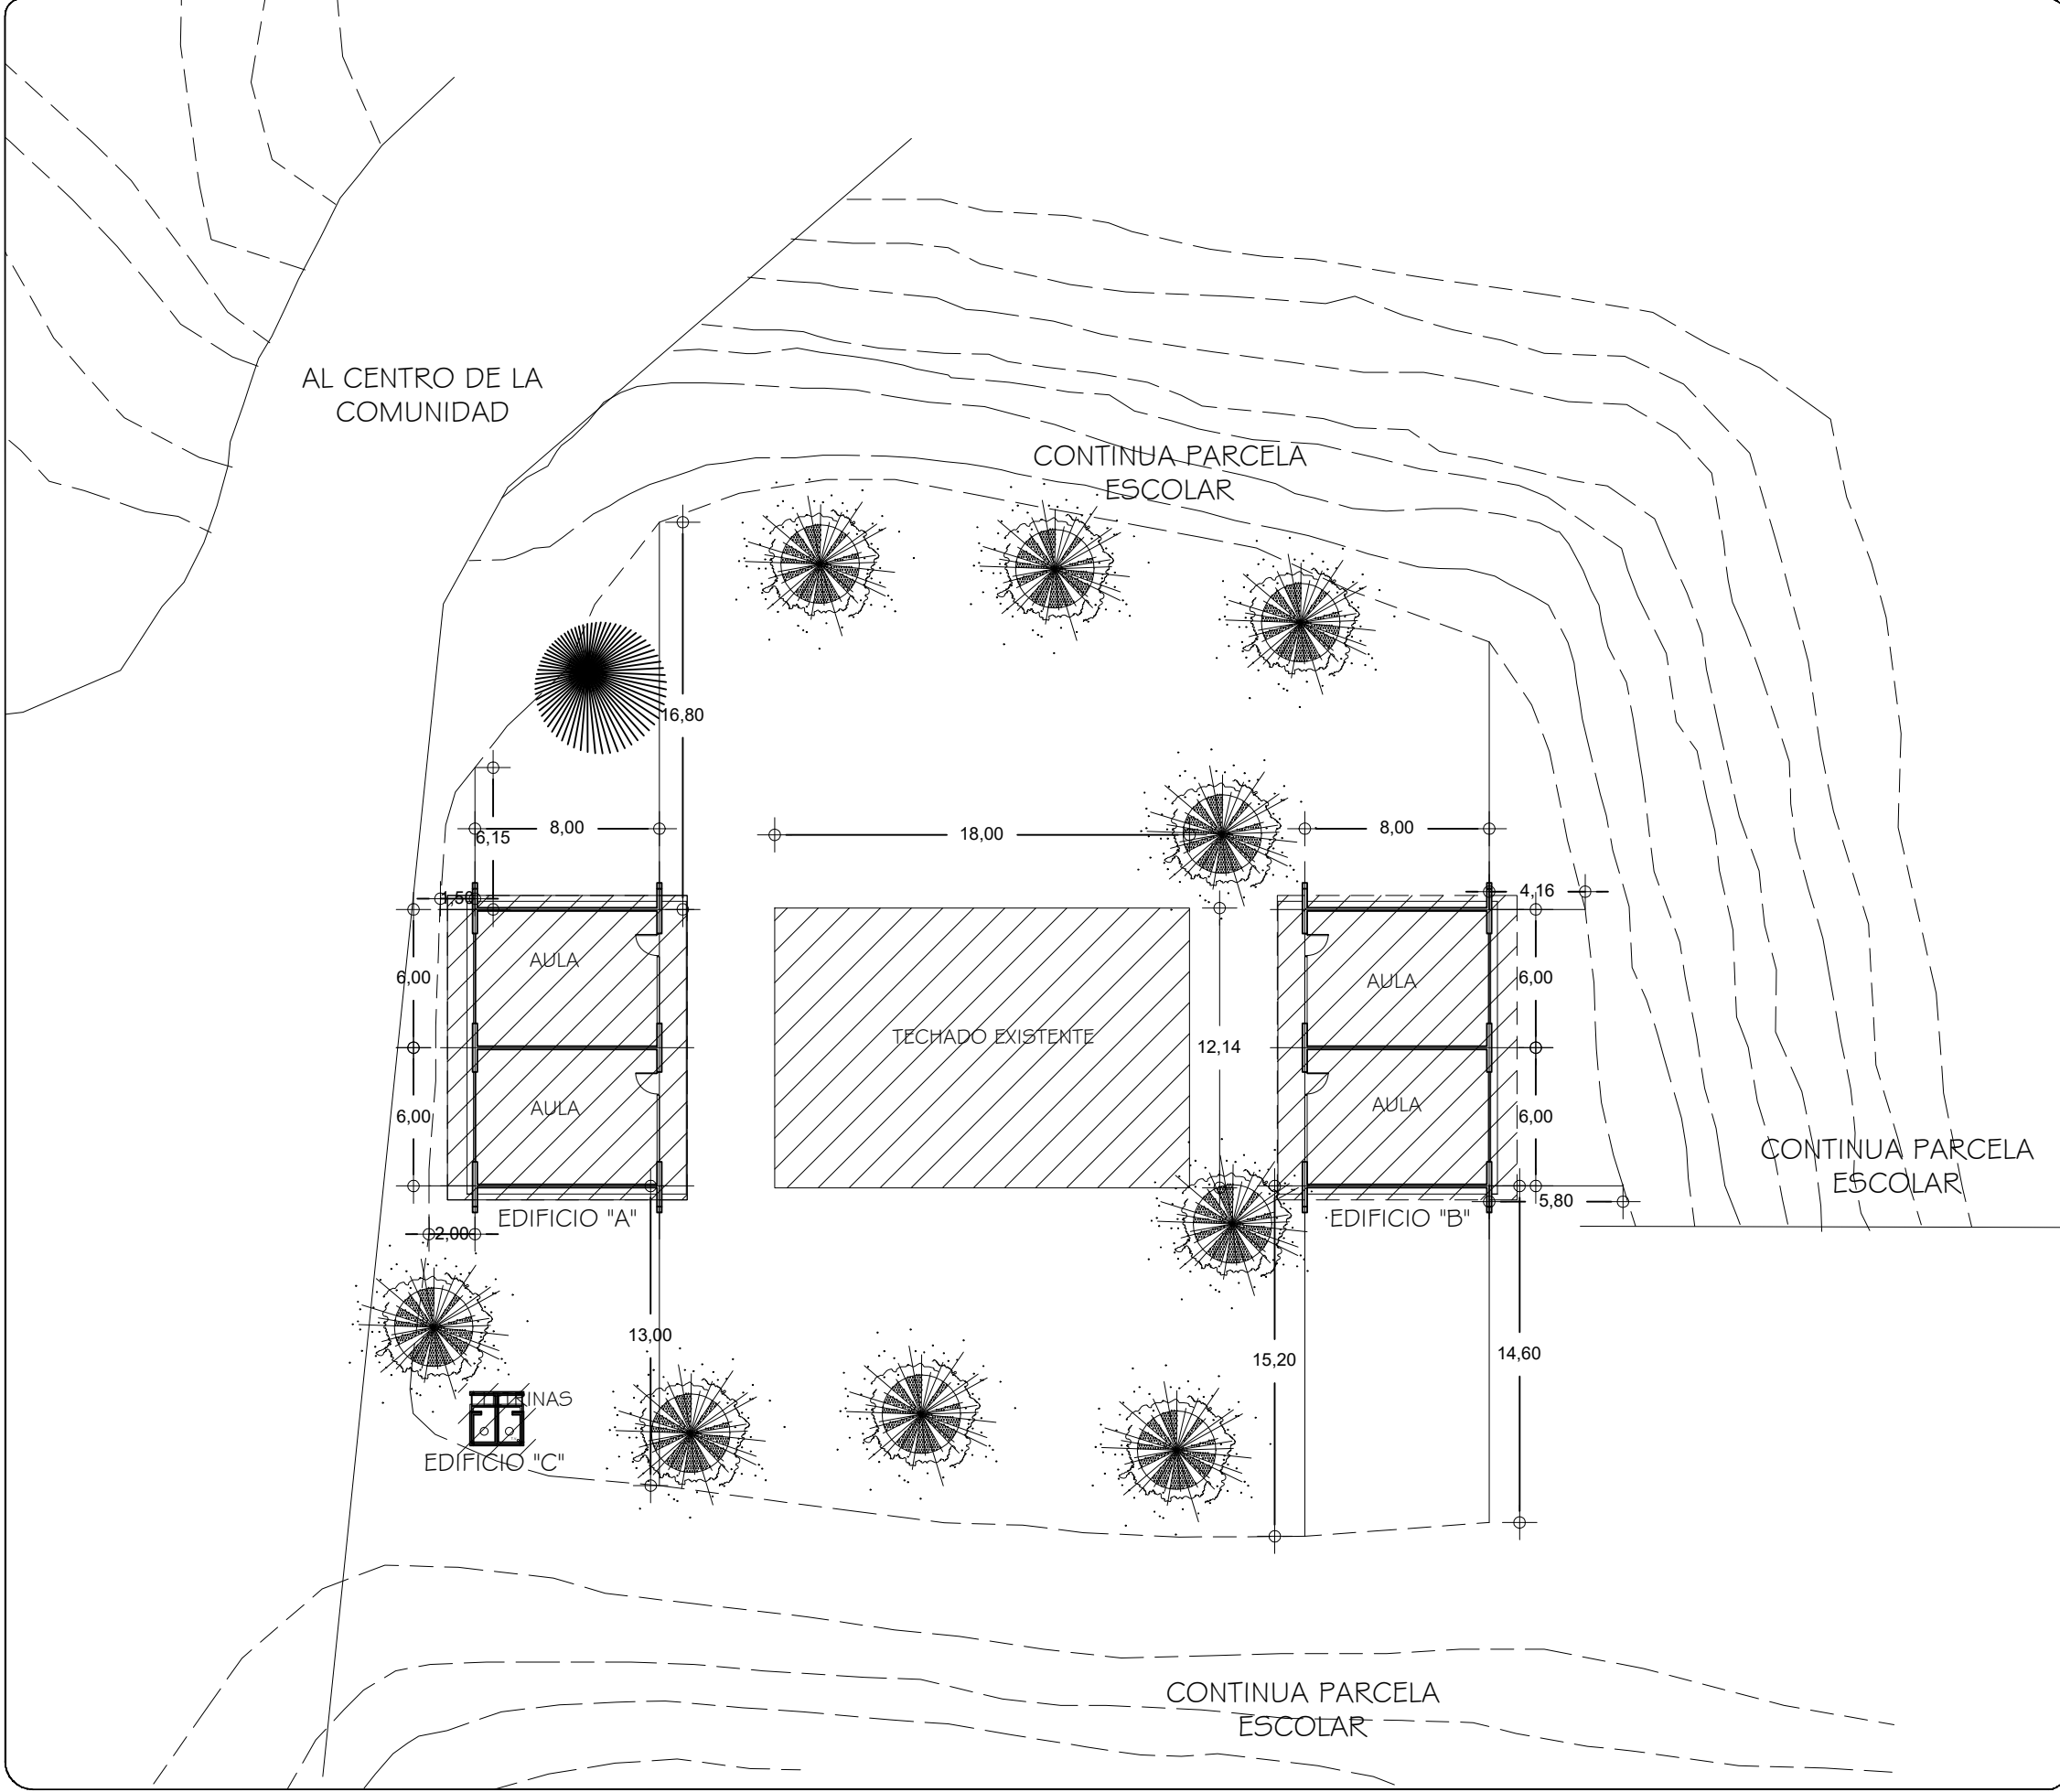 AL CENTRO DE LA
COMUNIDAD
CONTINUA PARCELA
ESCOLAR
16,80
6,15
8,00
18,00
8,00
1,50
4,16
AULA
6,00
AULA
6,00
TECHADO EXISTENTE
12,14
AULA
6,00
AULA
6,00
CONTINUA PARCELA
ESCOLAR
EDIFICIO "A"
EDIFICIO "B"
5,80
2,00
13,00
15,20
14,60
EDIFICIO "C"
CONTINUA PARCELA
ESCOLAR